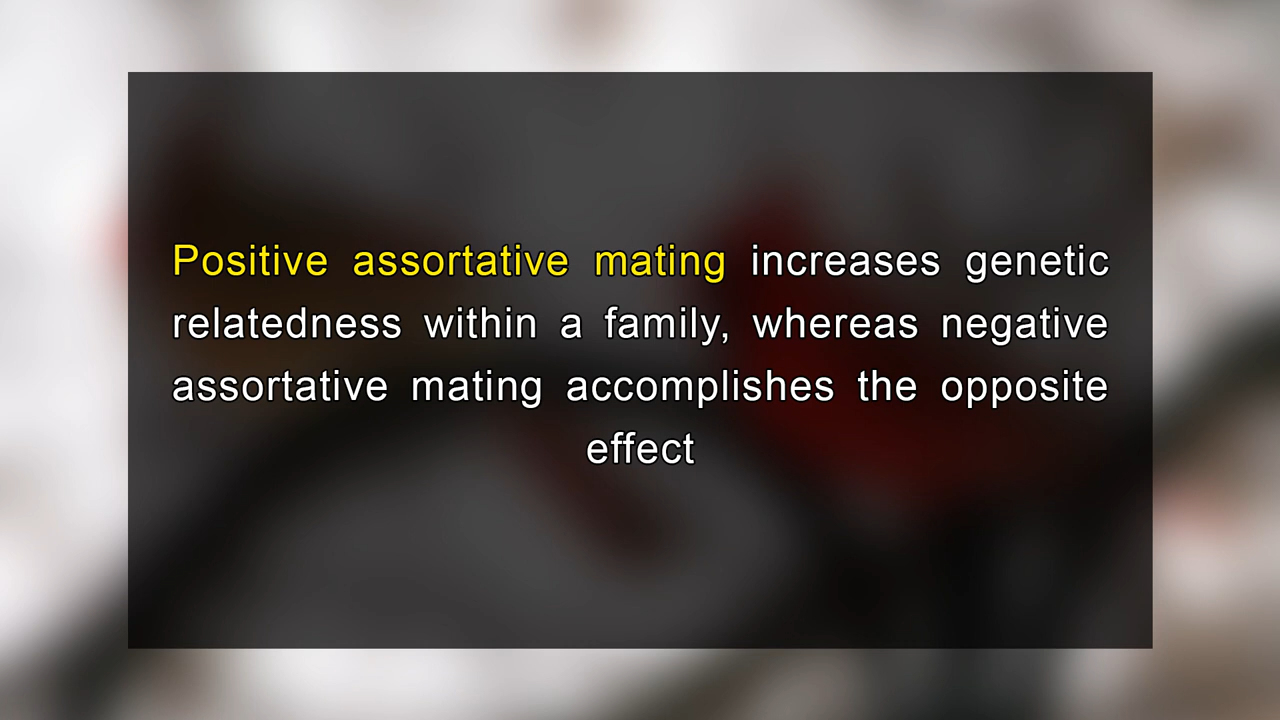 Positive assortative mating increases genetic
relatedness within a family, whereas negative
assortative mating accomplishes the opposite
effect